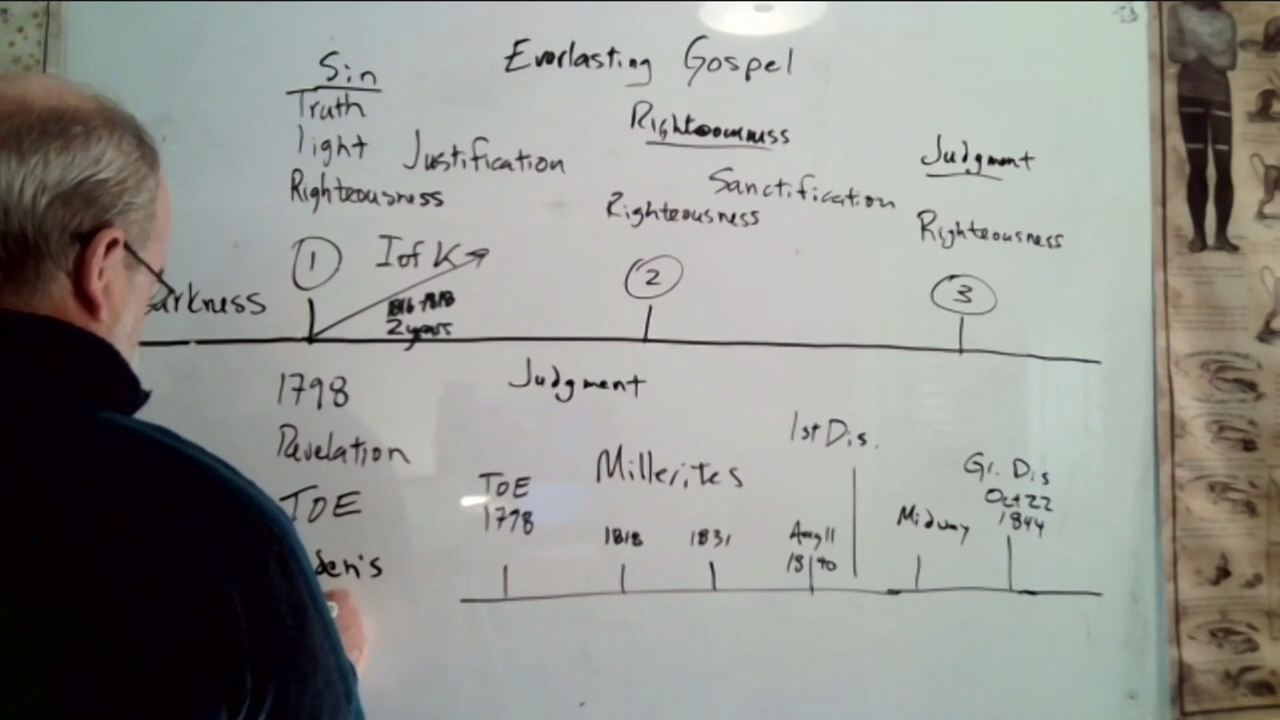 Everlasting Gospel
Sin
Truth
light
Righteousness
Justification
Righteousness
Sanctification
Righteousness
Judgment
Righteousness
1
I of K
2 years
2
3
arkness
1798
Revelation
TOE
den's
Judgment
Millerites
1st Dis.
Gr. Dis
Oct 22
1844
TOE
1798
1818
1831
Aug 11
1840
Midway